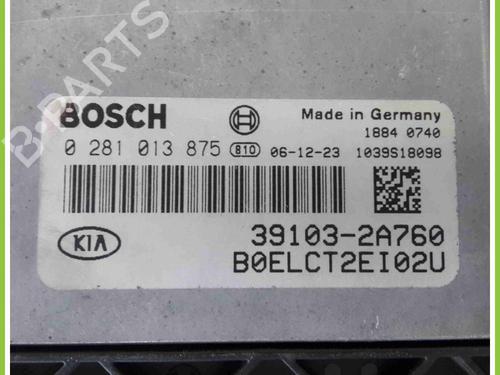 B-PARTS
BOSCH
Made in Germany
1884 0740
0 281 013 875 810 06-12-23 1039S18098
KIA
39103-2A760
B0ELCT2EI02U